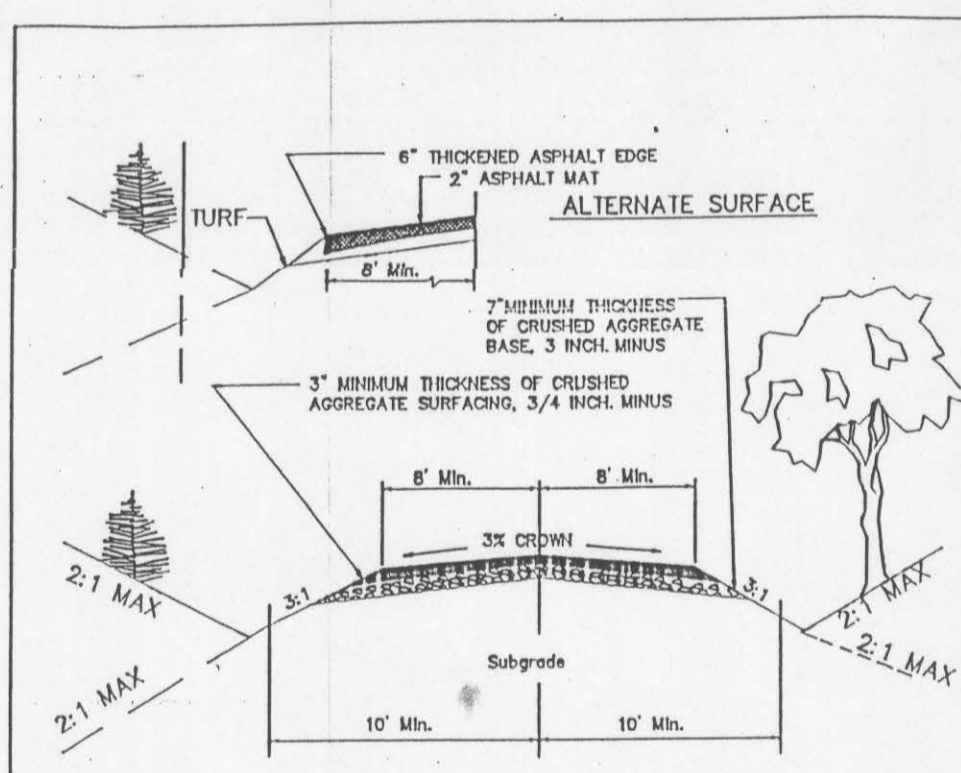 6" THICKENED ASPHALT EDGE
2" ASPHALT MAT
ALTERNATE SURFACE
TURF
8' Min.
7" MINIMUM THICKNESS
OF CRUSHED AGGREGATE
BASE, 3 INCH. MINUS
3" MINIMUM THICKNESS OF CRUSHED
AGGREGATE SURFACING, 3/4 INCH. MINUS
8' Min.
8' Min.
3% CROWN
2:1 MAX
3:1
3:1
2:1 MAX
2:1 MAX
2:1 MAX
Subgrade
10' Min.
10' Min.